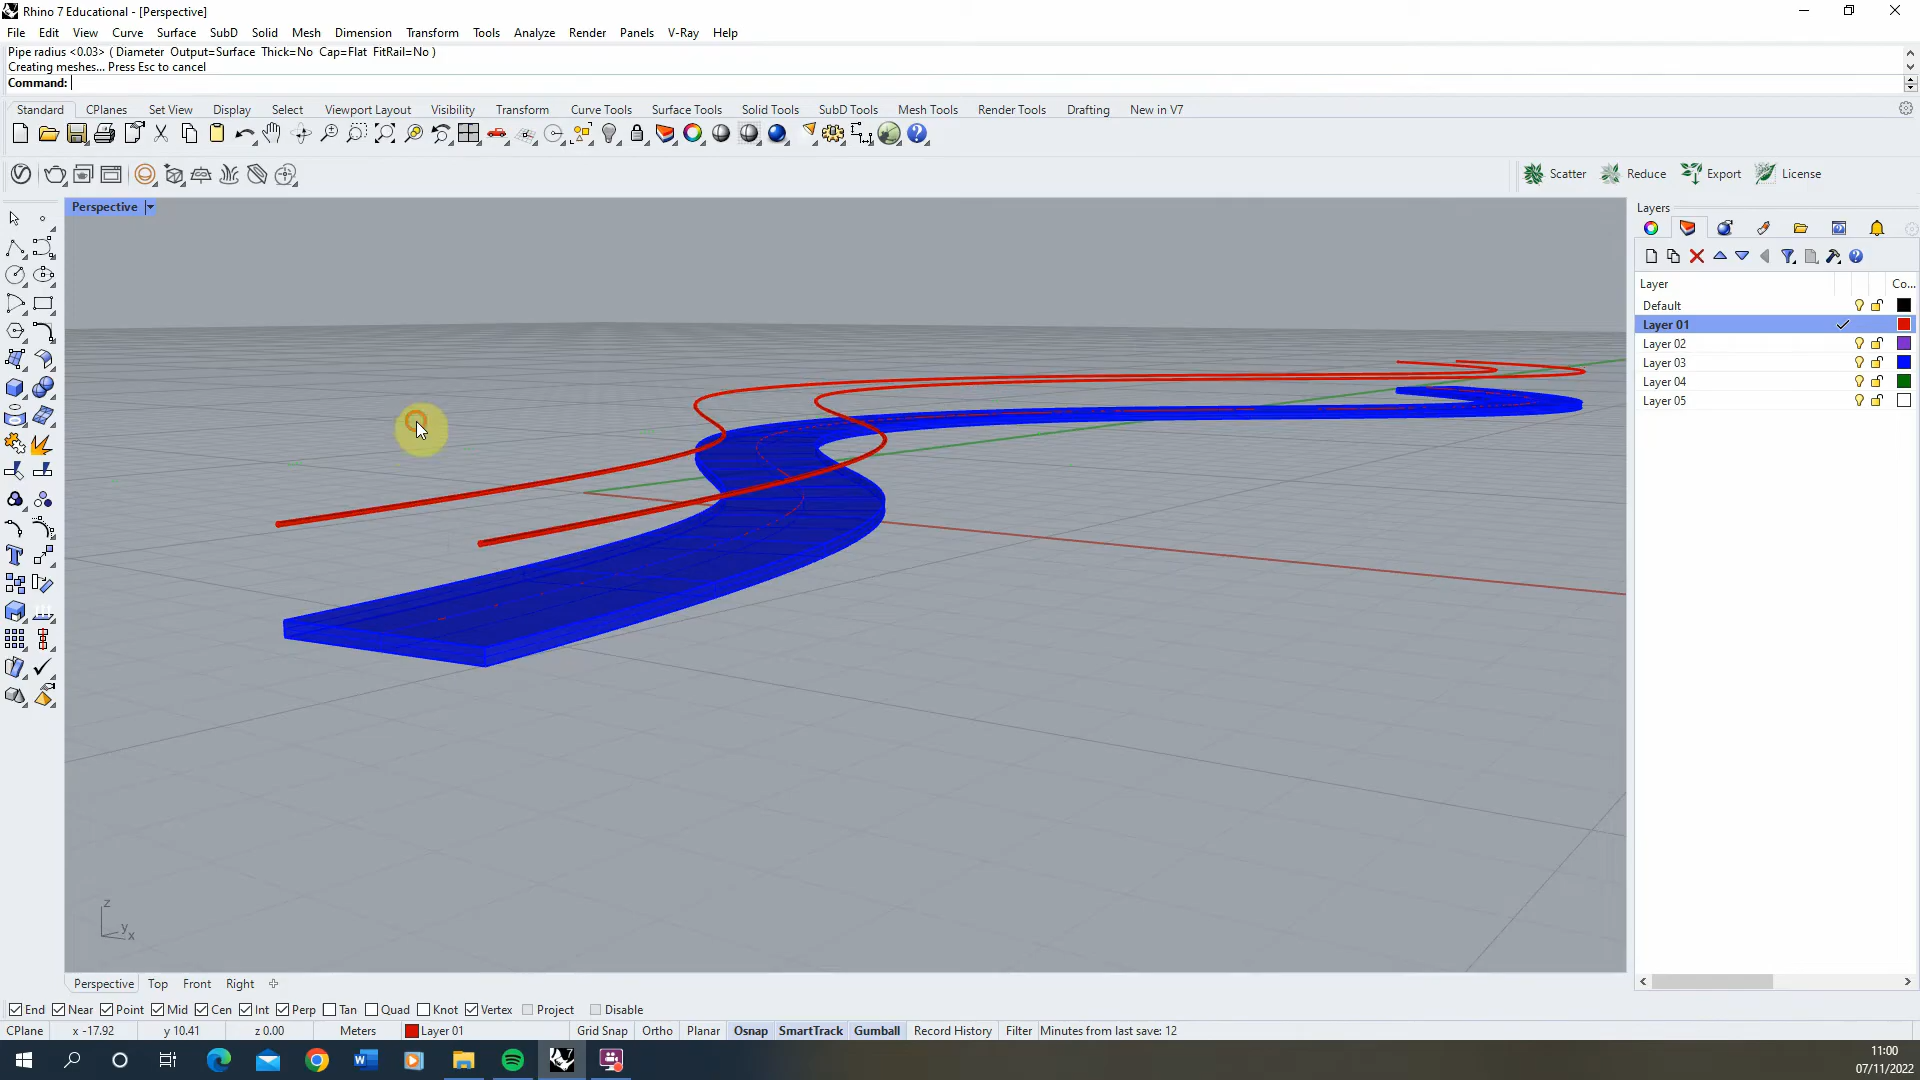 Rhino 7 Educational - [Perspective]
File Edit View Curve Surface SubD Solid Mesh Dimension Transform Tools Analyze Render Panels V-Ray Help
Pipe radius <0.03> ( Diameter Output=Surface Thick=No Cap=Flat FitRail=No )
Creating meshes... Press Esc to cancel
Command:
Standard CPlanes Set View Display Select Viewport Layout Visibility Transform Curve Tools Surface Tools Solid Tools SubD Tools Mesh Tools Render Tools Drafting New in V7
Scatter Reduce Export License
Perspective
Layers
Layer Co...
Default
Layer 01
Layer 02
Layer 03
Layer 04
Layer 05
z
y
x
Perspective Top Front Right
End Near Point Mid Cen Int Perp Tan Quad Knot Vertex Project Disable
CPlane x -17.92 y 10.41 z 0.00 Meters Layer 01 Grid Snap Ortho Planar Osnap SmartTrack Gumball Record History Filter Minutes from last save: 12
11:00
07/11/2022